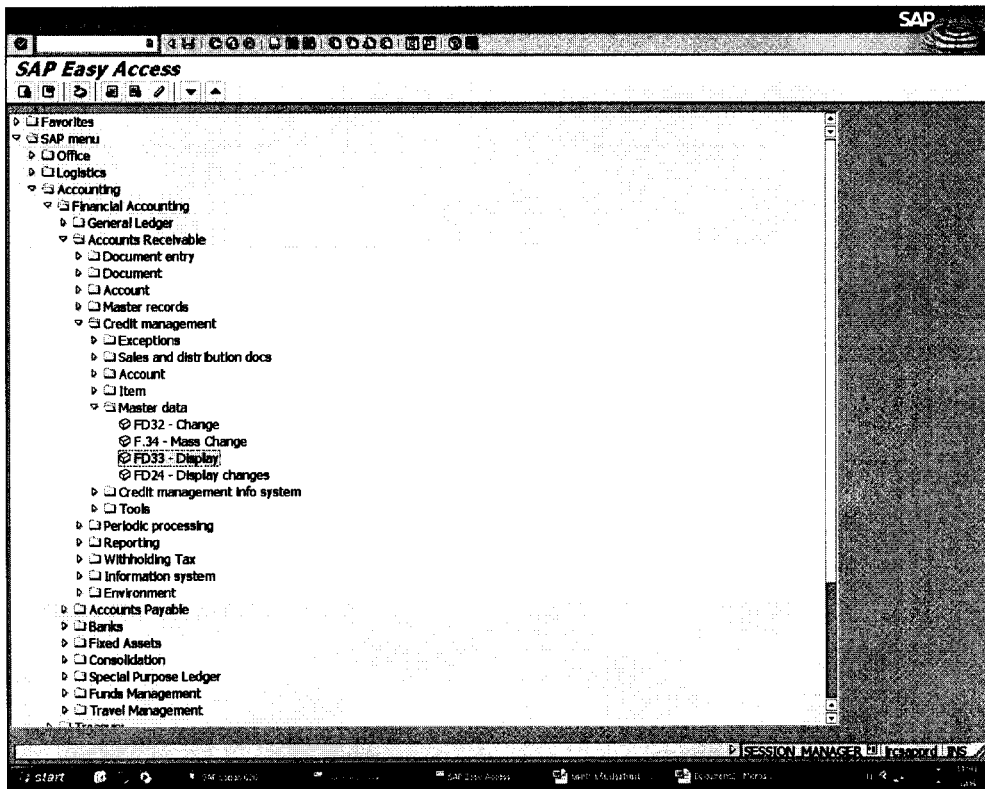 SAP
SAP Easy Access
Favorites
SAP menu
Office
Logistics
Accounting
Financial Accounting
General Ledger
Accounts Receivable
Document entry
Document
Account
Master records
Credit management
Exceptions
Sales and distribution docs
Account
Item
Master data
FD32 - Change
F.34 - Mass Change
FD33 - Display
FD24 - Display changes
Credit management info system
Tools
Periodic processing
Reporting
Withholding Tax
Information system
Environment
Accounts Payable
Banks
Fixed Assets
Consolidation
Special Purpose Ledger
Funds Management
Travel Management
Treasury
SESSION_MANAGER ircsapprd INS
start SAP Easy Access